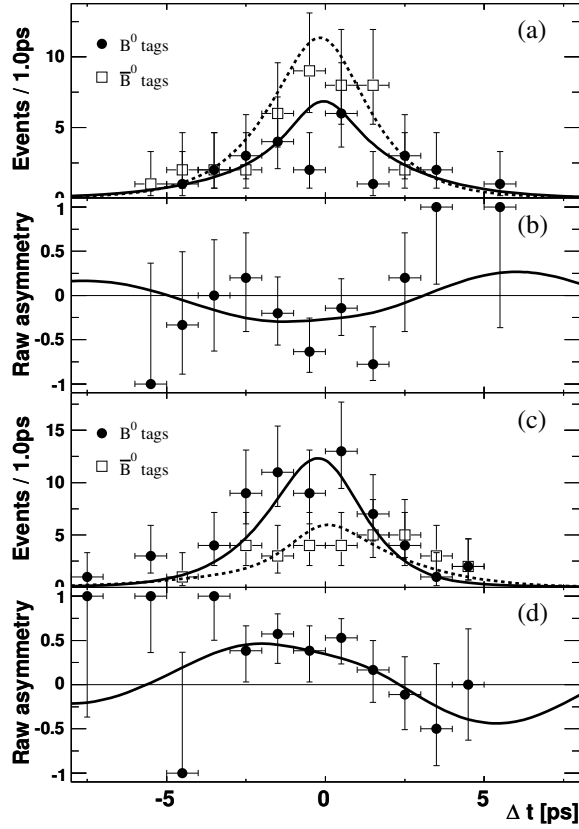 (a)
B⁰ tags
B̅⁰ tags
Events / 1.0ps
10
5
0
(b)
Raw asymmetry
1
0.5
0
-0.5
-1
(c)
B⁰ tags
B̅⁰ tags
Events / 1.0ps
15
10
5
0
(d)
Raw asymmetry
1
0.5
0
-0.5
-1
-5 0 5
Δ t [ps]